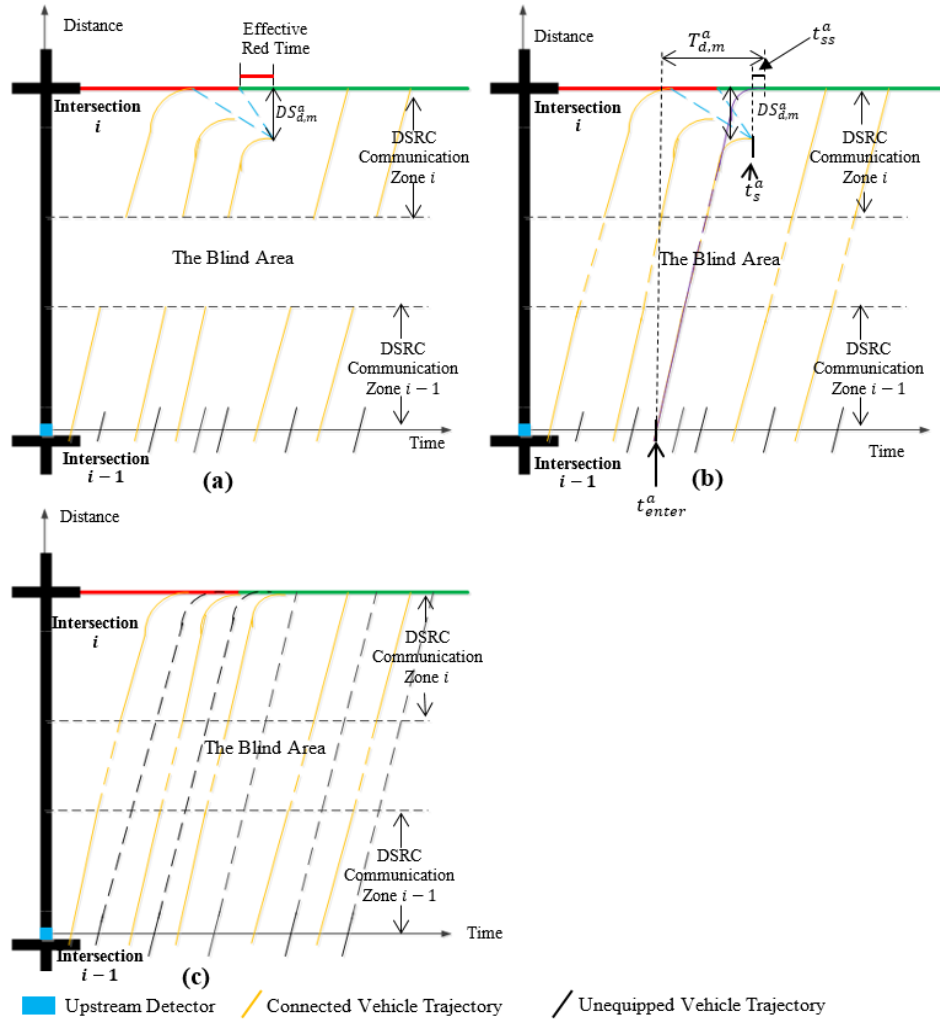 Distance
Effective
Red Time
Intersection
i
DS^a_{d,m}
DSRC
Communication
Zone i
The Blind Area
DSRC
Communication
Zone i − 1
Time
Intersection
i − 1
(a)
Distance
T^a_{d,m}
t^a_{ss}
Intersection
i
DS^a_{d,m}
DSRC
Communication
Zone i
t^a_s
The Blind Area
DSRC
Communication
Zone i − 1
Time
Intersection
i − 1
(b)
t^a_{enter}
Distance
Intersection
i
DSRC
Communication
Zone i
The Blind Area
DSRC
Communication
Zone i − 1
Time
Intersection
i − 1
(c)
Upstream Detector
Connected Vehicle Trajectory
Unequipped Vehicle Trajectory